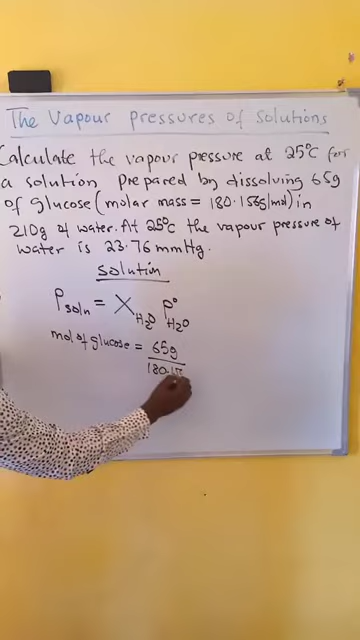 The Vapour Pressures of Solutions
Calculate the vapour pressure at 25°C for
a solution prepared by dissolving 65g
of glucose (molar mass = 180.156g/mol) in
210g of water. At 25°C the vapour pressure of
water is 23.76 mmHg.
Solution
Psoln = X H₂O P° H₂O
mol of glucose = 65g
180.15